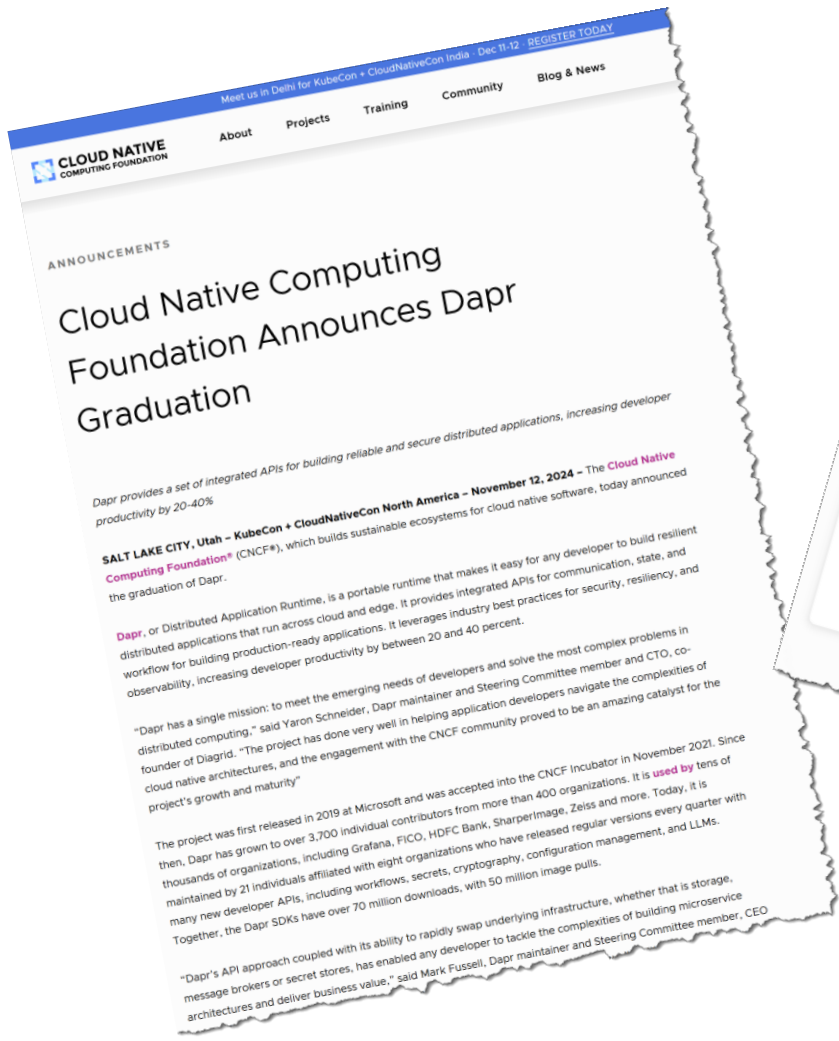 Meet us in Delhi for KubeCon + CloudNativeCon India · Dec 11-12 · REGISTER TODAY
CLOUD NATIVE
COMPUTING FOUNDATION
About Projects Training Community Blog & News
ANNOUNCEMENTS
Cloud Native Computing
Foundation Announces Dapr
Graduation
Dapr provides a set of integrated APIs for building reliable and secure distributed applications, increasing developer
productivity by 20-40%
SALT LAKE CITY, Utah – KubeCon + CloudNativeCon North America – November 12, 2024 – The Cloud Native
Computing Foundation® (CNCF®), which builds sustainable ecosystems for cloud native software, today announced
the graduation of Dapr.
Dapr, or Distributed Application Runtime, is a portable runtime that makes it easy for any developer to build resilient
distributed applications that run across cloud and edge. It provides integrated APIs for communication, state, and
workflow for building production-ready applications. It leverages industry best practices for security, resiliency, and
observability, increasing developer productivity by between 20 and 40 percent.
“Dapr has a single mission: to meet the emerging needs of developers and solve the most complex problems in
distributed computing,” said Yaron Schneider, Dapr maintainer and Steering Committee member and CTO, co-
founder of Diagrid. “The project has done very well in helping application developers navigate the complexities of
cloud native architectures, and the engagement with the CNCF community proved to be an amazing catalyst for the
project’s growth and maturity”
The project was first released in 2019 at Microsoft and was accepted into the CNCF Incubator in November 2021. Since
then, Dapr has grown to over 3,700 individual contributors from more than 400 organizations. It is used by tens of
thousands of organizations, including Grafana, FICO, HDFC Bank, SharperImage, Zeiss and more. Today, it is
maintained by 21 individuals affiliated with eight organizations who have released regular versions every quarter with
many new developer APIs, including workflows, secrets, cryptography, configuration management, and LLMs.
Together, the Dapr SDKs have over 70 million downloads, with 50 million image pulls.
“Dapr’s API approach coupled with its ability to rapidly swap underlying infrastructure, whether that is storage,
message brokers or secret stores, has enabled any developer to tackle the complexities of building microservice
architectures and deliver business value,” said Mark Fussell, Dapr maintainer and Steering Committee member, CEO